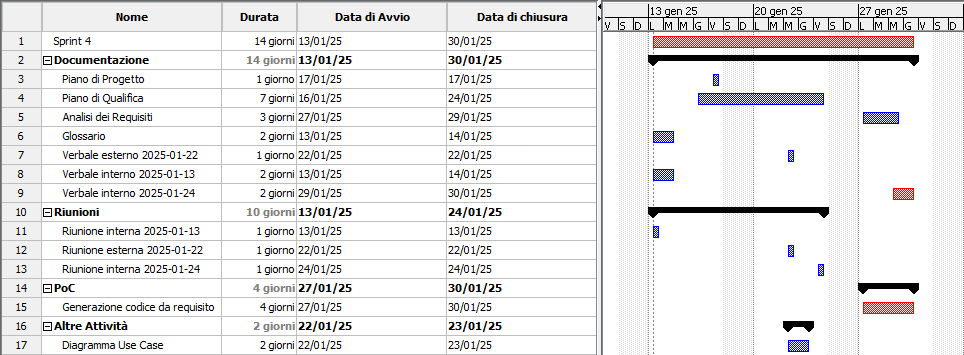 Nome Durata Data di Avvio Data di chiusura 13 gen 25 20 gen 25 27 gen 25
V S D L M M G V S D L M M G V S D L M M G V S D
1 Sprint 4 14 giorni 13/01/25 30/01/25
2 Documentazione 14 giorni 13/01/25 30/01/25
3 Piano di Progetto 1 giorno 17/01/25 17/01/25
4 Piano di Qualifica 7 giorni 16/01/25 24/01/25
5 Analisi dei Requisiti 3 giorni 27/01/25 29/01/25
6 Glossario 2 giorni 13/01/25 14/01/25
7 Verbale esterno 2025-01-22 1 giorno 22/01/25 22/01/25
8 Verbale interno 2025-01-13 2 giorni 13/01/25 14/01/25
9 Verbale interno 2025-01-24 2 giorni 29/01/25 30/01/25
10 Riunioni 10 giorni 13/01/25 24/01/25
11 Riunione interna 2025-01-13 1 giorno 13/01/25 13/01/25
12 Riunione esterna 2025-01-22 1 giorno 22/01/25 22/01/25
13 Riunione interna 2025-01-24 1 giorno 24/01/25 24/01/25
14 PoC 4 giorni 27/01/25 30/01/25
15 Generazione codice da requisito 4 giorni 27/01/25 30/01/25
16 Altre Attività 2 giorni 22/01/25 23/01/25
17 Diagramma Use Case 2 giorni 22/01/25 23/01/25